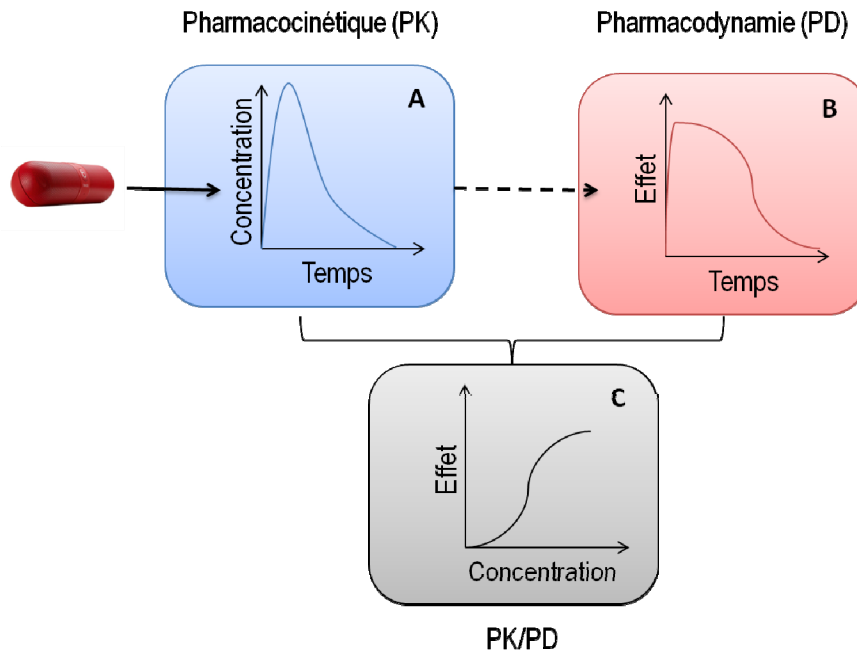 Pharmacocinétique (PK)
Pharmacodynamie (PD)
A
Concentration
Temps
B
Effet
Temps
C
Effet
Concentration
PK/PD